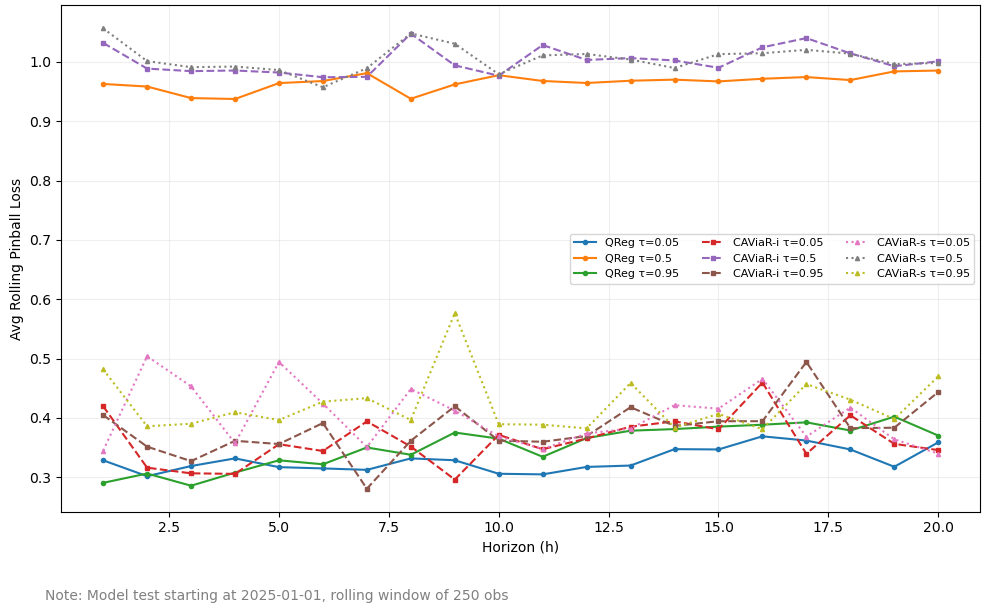 Avg Rolling Pinball Loss
1.0
0.9
0.8
0.7
0.6
0.5
0.4
0.3
QReg τ=0.05
QReg τ=0.5
QReg τ=0.95
CAViaR-i τ=0.05
CAViaR-i τ=0.5
CAViaR-i τ=0.95
CAViaR-s τ=0.05
CAViaR-s τ=0.5
CAViaR-s τ=0.95
2.5 5.0 7.5 10.0 12.5 15.0 17.5 20.0
Horizon (h)
Note: Model test starting at 2025-01-01, rolling window of 250 obs